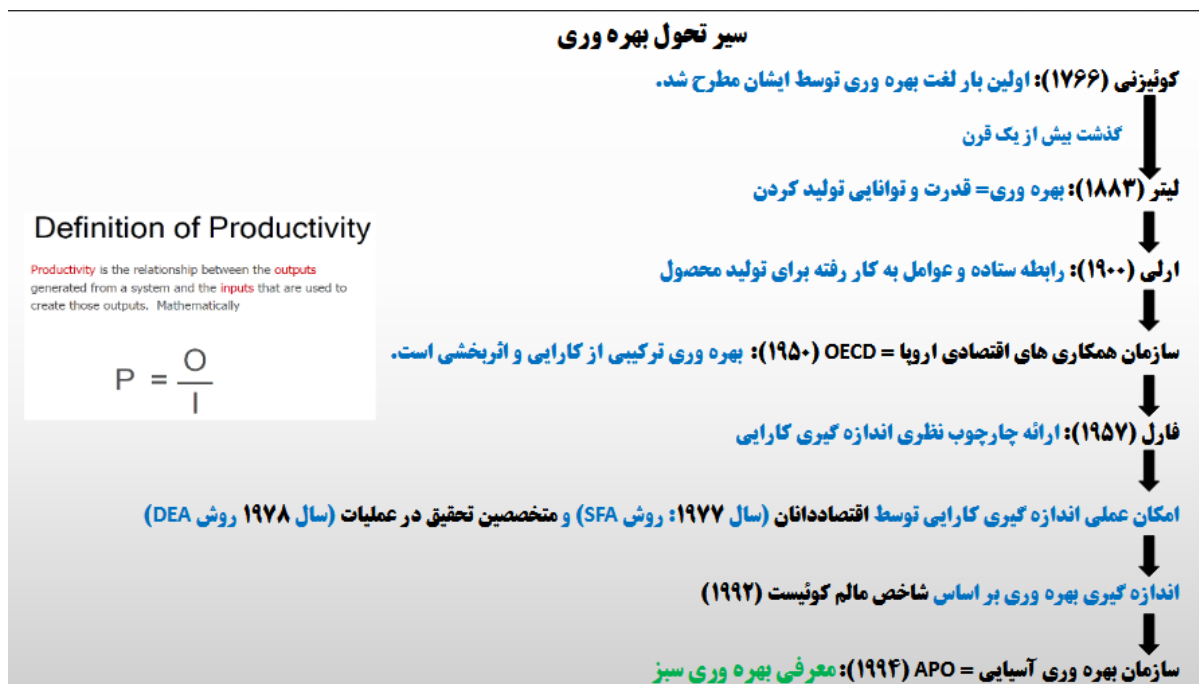 سیر تحول بهره وری
کوئیزنی (۱۷۶۶): اولین بار لغت بهره وری توسط ایشان مطرح شد.
گذشت بیش از یک قرن
لیتر (۱۸۸۳): بهره وری= قدرت و توانایی تولید کردن
ارلی (۱۹۰۰): رابطه ستاده و عوامل به کار رفته برای تولید محصول
سازمان همکاری های اقتصادی اروپا = OECD (۱۹۵۰): بهره وری ترکیبی از کارایی و اثربخشی است.
فارل (۱۹۵۷): ارائه چارچوب نظری اندازه گیری کارایی
امکان عملی اندازه گیری کارایی توسط اقتصاددانان (سال ۱۹۷۷: روش SFA) و متخصصین تحقیق در عملیات (سال ۱۹۷۸ روش DEA)
اندازه گیری بهره وری بر اساس شاخص مالم کوئیست (۱۹۹۲)
سازمان بهره وری آسیایی = APO (۱۹۹۴): معرفی بهره وری سبز
Definition of Productivity
Productivity is the relationship between the outputs
generated from a system and the inputs that are used to
create those outputs. Mathematically
P = O / I